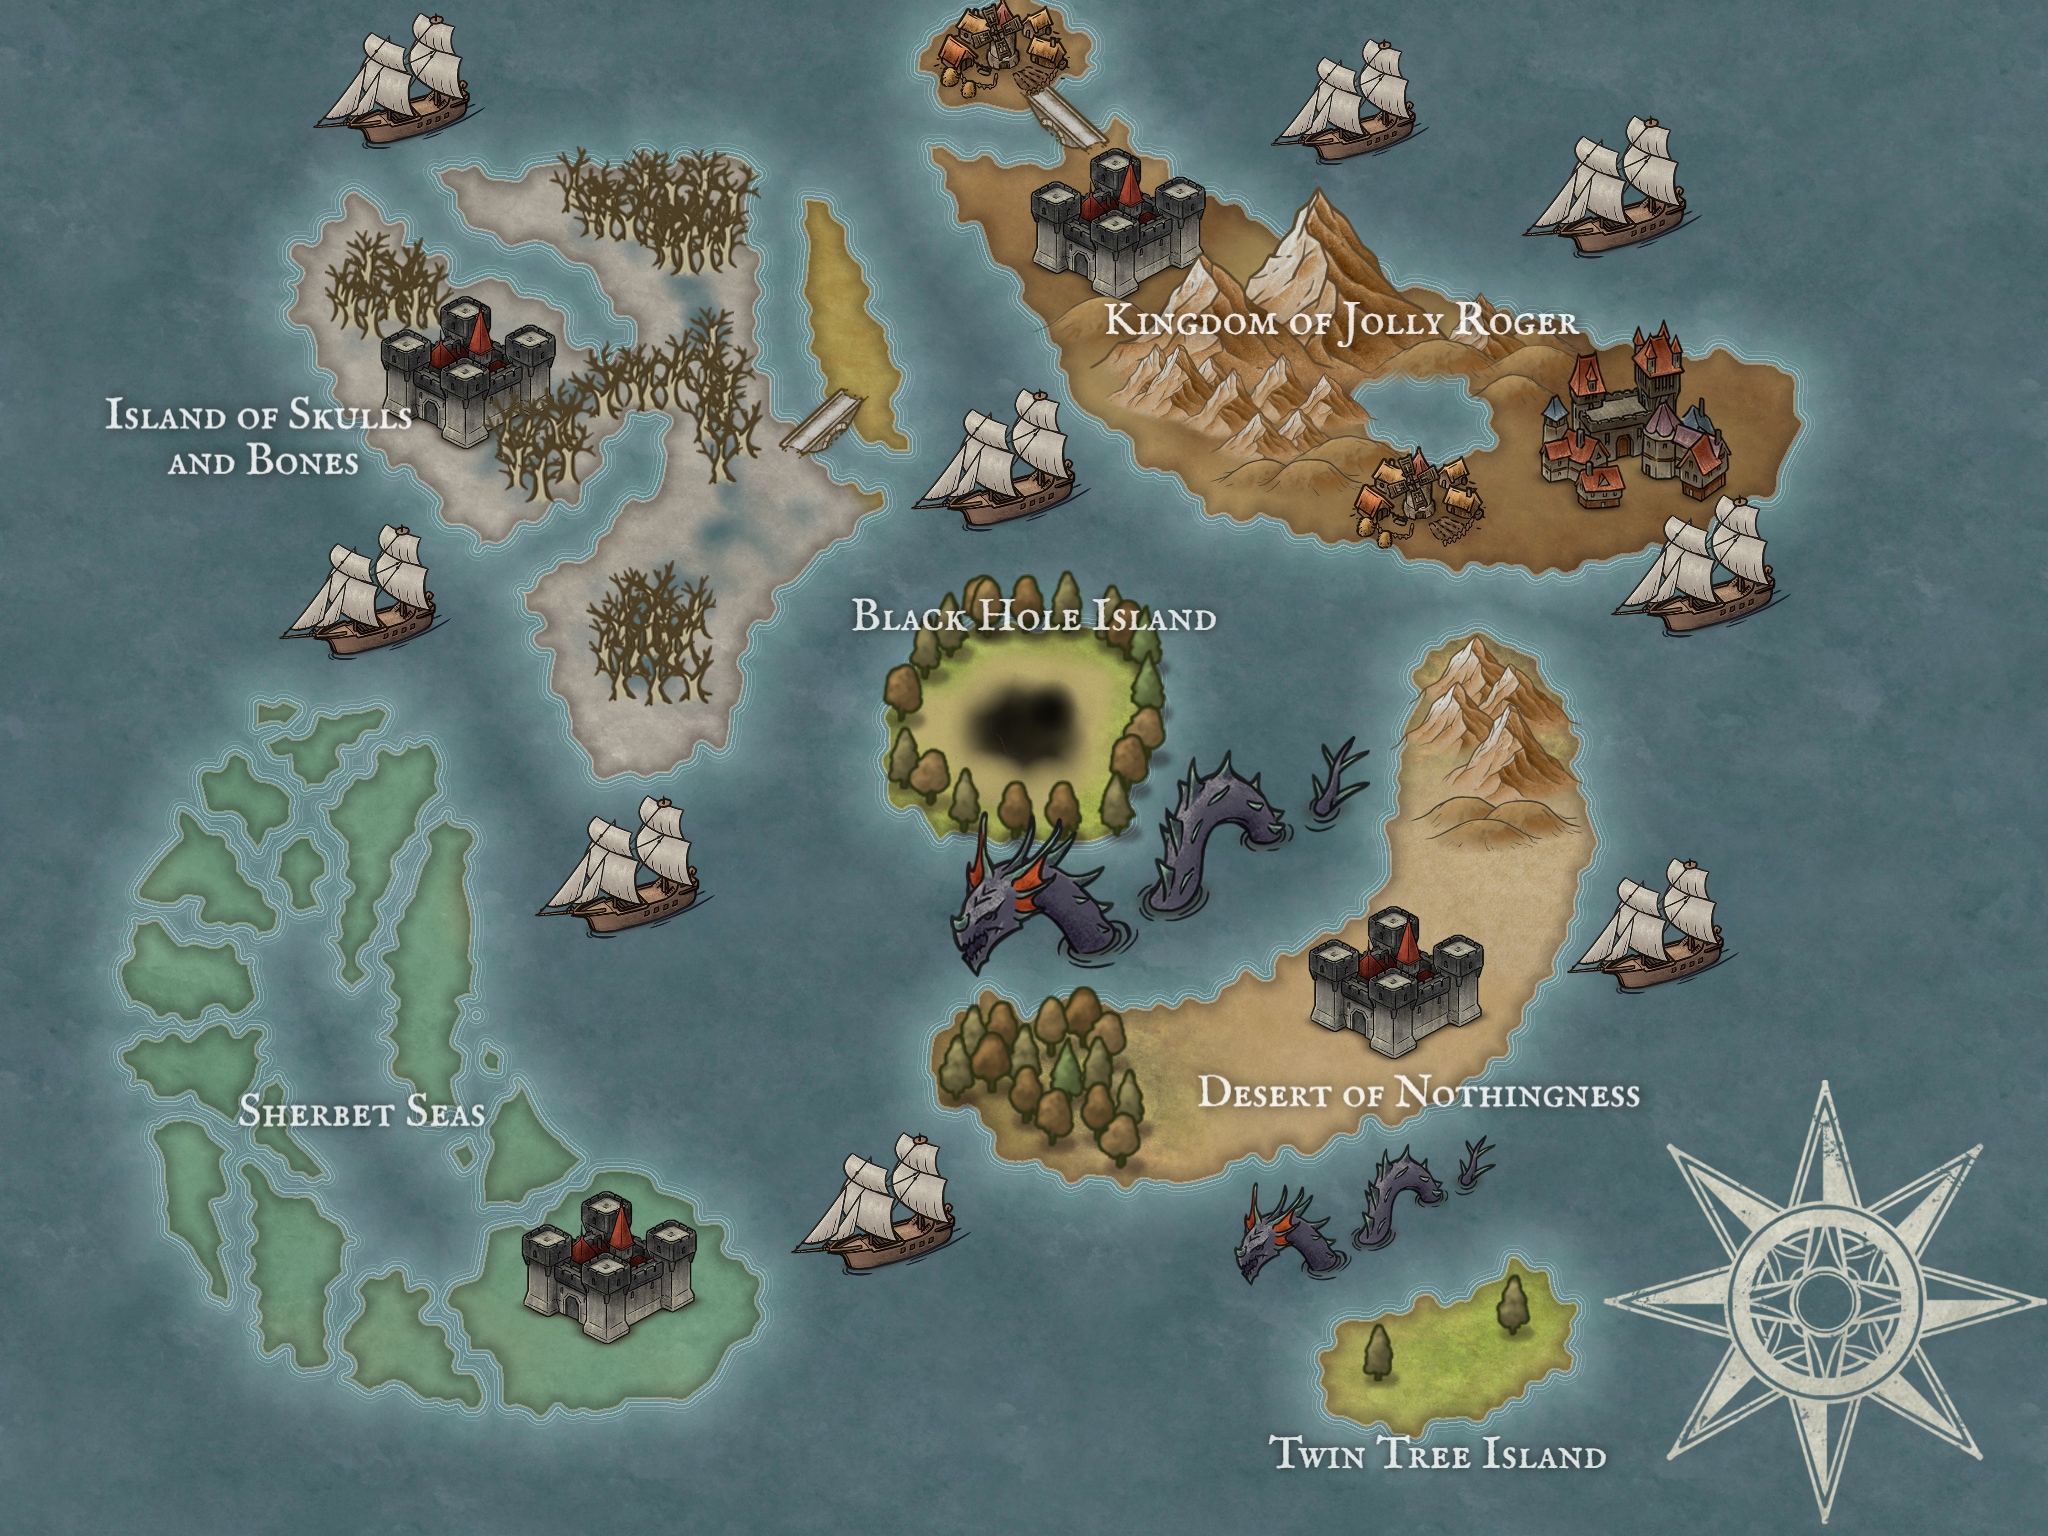 Kingdom of Jolly Roger
Island of Skulls
and Bones
Black Hole Island
Desert of Nothingness
Sherbet Seas
Twin Tree Island